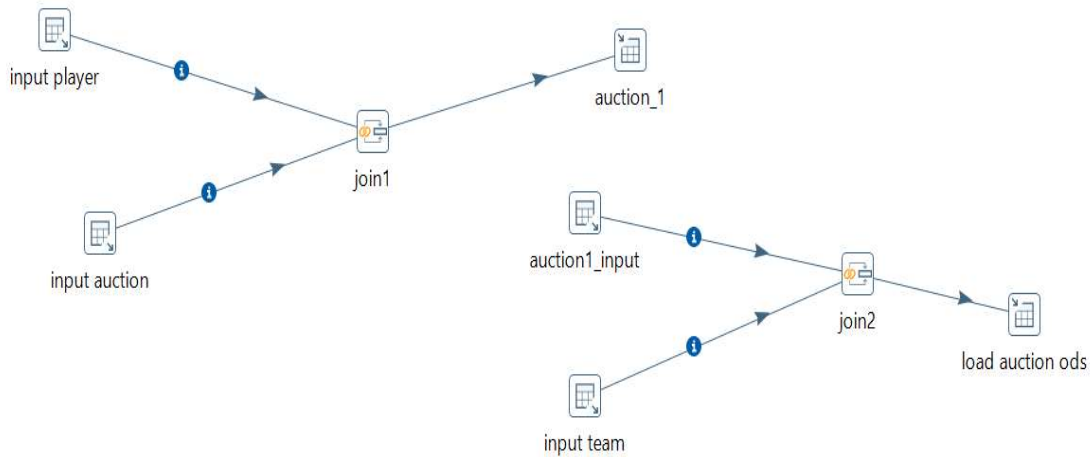 input player
auction_1
join1
input auction
auction1_input
join2
load auction ods
input team